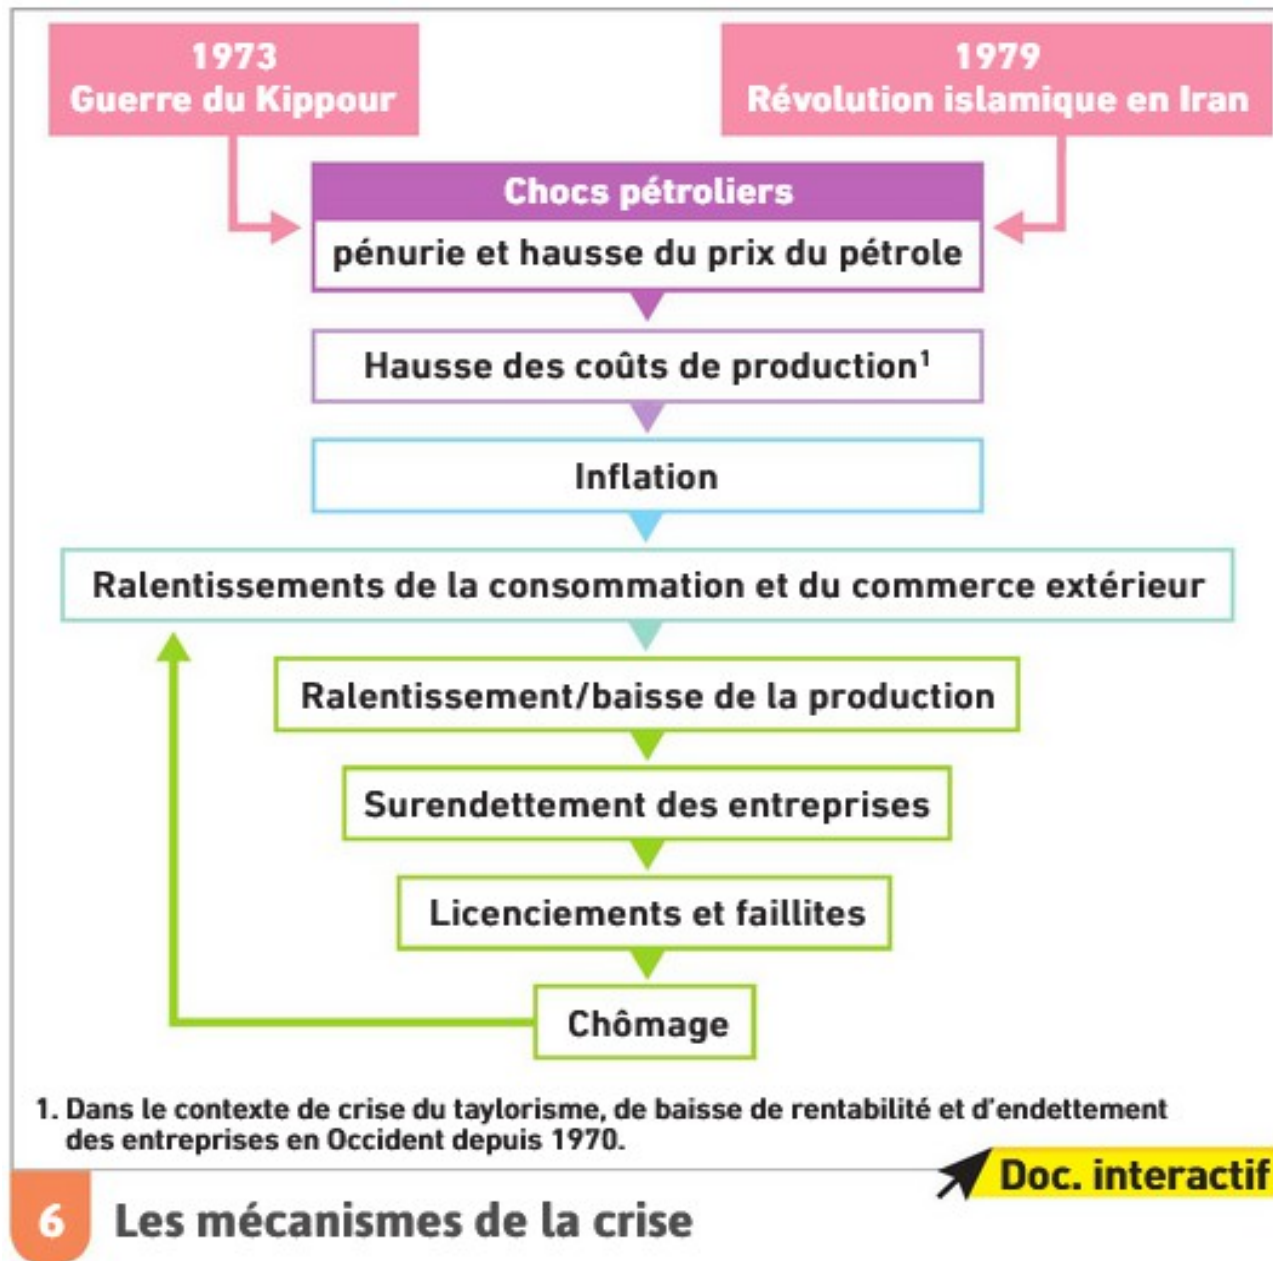 1973
Guerre du Kippour
1979
Révolution islamique en Iran
Chocs pétroliers
pénurie et hausse du prix du pétrole
Hausse des coûts de production¹
Inflation
Ralentissements de la consommation et du commerce extérieur
Ralentissement/baisse de la production
Surendettement des entreprises
Licenciements et faillites
Chômage
1. Dans le contexte de crise du taylorisme, de baisse de rentabilité et d'endettement
des entreprises en Occident depuis 1970.
Doc. interactif
6 Les mécanismes de la crise